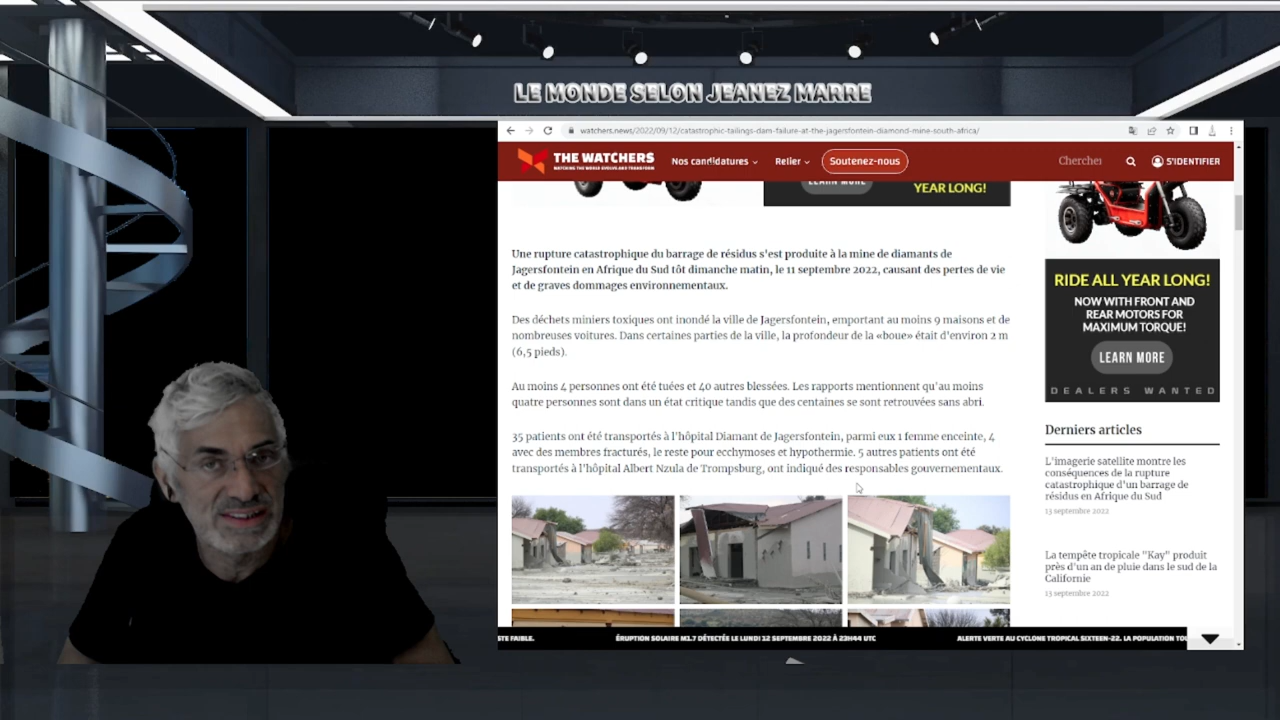 LE MONDE SELON JEANEZ MARRE
watchers.news/2022/09/12/catastrophic-tailings-dam-failure-at-the-jagersfontein-diamond-mine-south-africa/
THE WATCHERS
WATCHING THE WORLD EVOLVE AND TRANSFORM
Nos candidatures
Relier
Soutenez-nous
Chercher
S'IDENTIFIER
LEARN MORE
YEAR LONG!
Une rupture catastrophique du barrage de résidus s'est produite à la mine de diamants de
Jagersfontein en Afrique du Sud tôt dimanche matin, le 11 septembre 2022, causant des pertes de vie
et de graves dommages environnementaux.
Des déchets miniers toxiques ont inondé la ville de Jagersfontein, emportant au moins 9 maisons et de
nombreuses voitures. Dans certaines parties de la ville, la profondeur de la «boue» était d'environ 2 m
(6,5 pieds).
Au moins 4 personnes ont été tuées et 40 autres blessées. Les rapports mentionnent qu'au moins
quatre personnes sont dans un état critique tandis que des centaines se sont retrouvées sans abri.
35 patients ont été transportés à l'hôpital Diamant de Jagersfontein, parmi eux 1 femme enceinte, 4
avec des membres fracturés, le reste pour ecchymoses et hypothermie. 5 autres patients ont été
transportés à l'hôpital Albert Nzula de Trompsburg, ont indiqué des responsables gouvernementaux.
RIDE ALL YEAR LONG!
NOW WITH FRONT AND
REAR MOTORS FOR
MAXIMUM TORQUE!
LEARN MORE
DEALERS WANTED
Derniers articles
L'imagerie satellite montre les
conséquences de la rupture
catastrophique d'un barrage de
résidus en Afrique du Sud
13 septembre 2022
La tempête tropicale "Kay" produit
près d'un an de pluie dans le sud de la
Californie
13 septembre 2022
STE FAIBLE.
ÉRUPTION SOLAIRE M1.7 DÉTECTÉE LE LUNDI 12 SEPTEMBRE 2022 À 23H44 UTC
ALERTE VERTE AU CYCLONE TROPICAL SIXTEEN-22. LA POPULATION